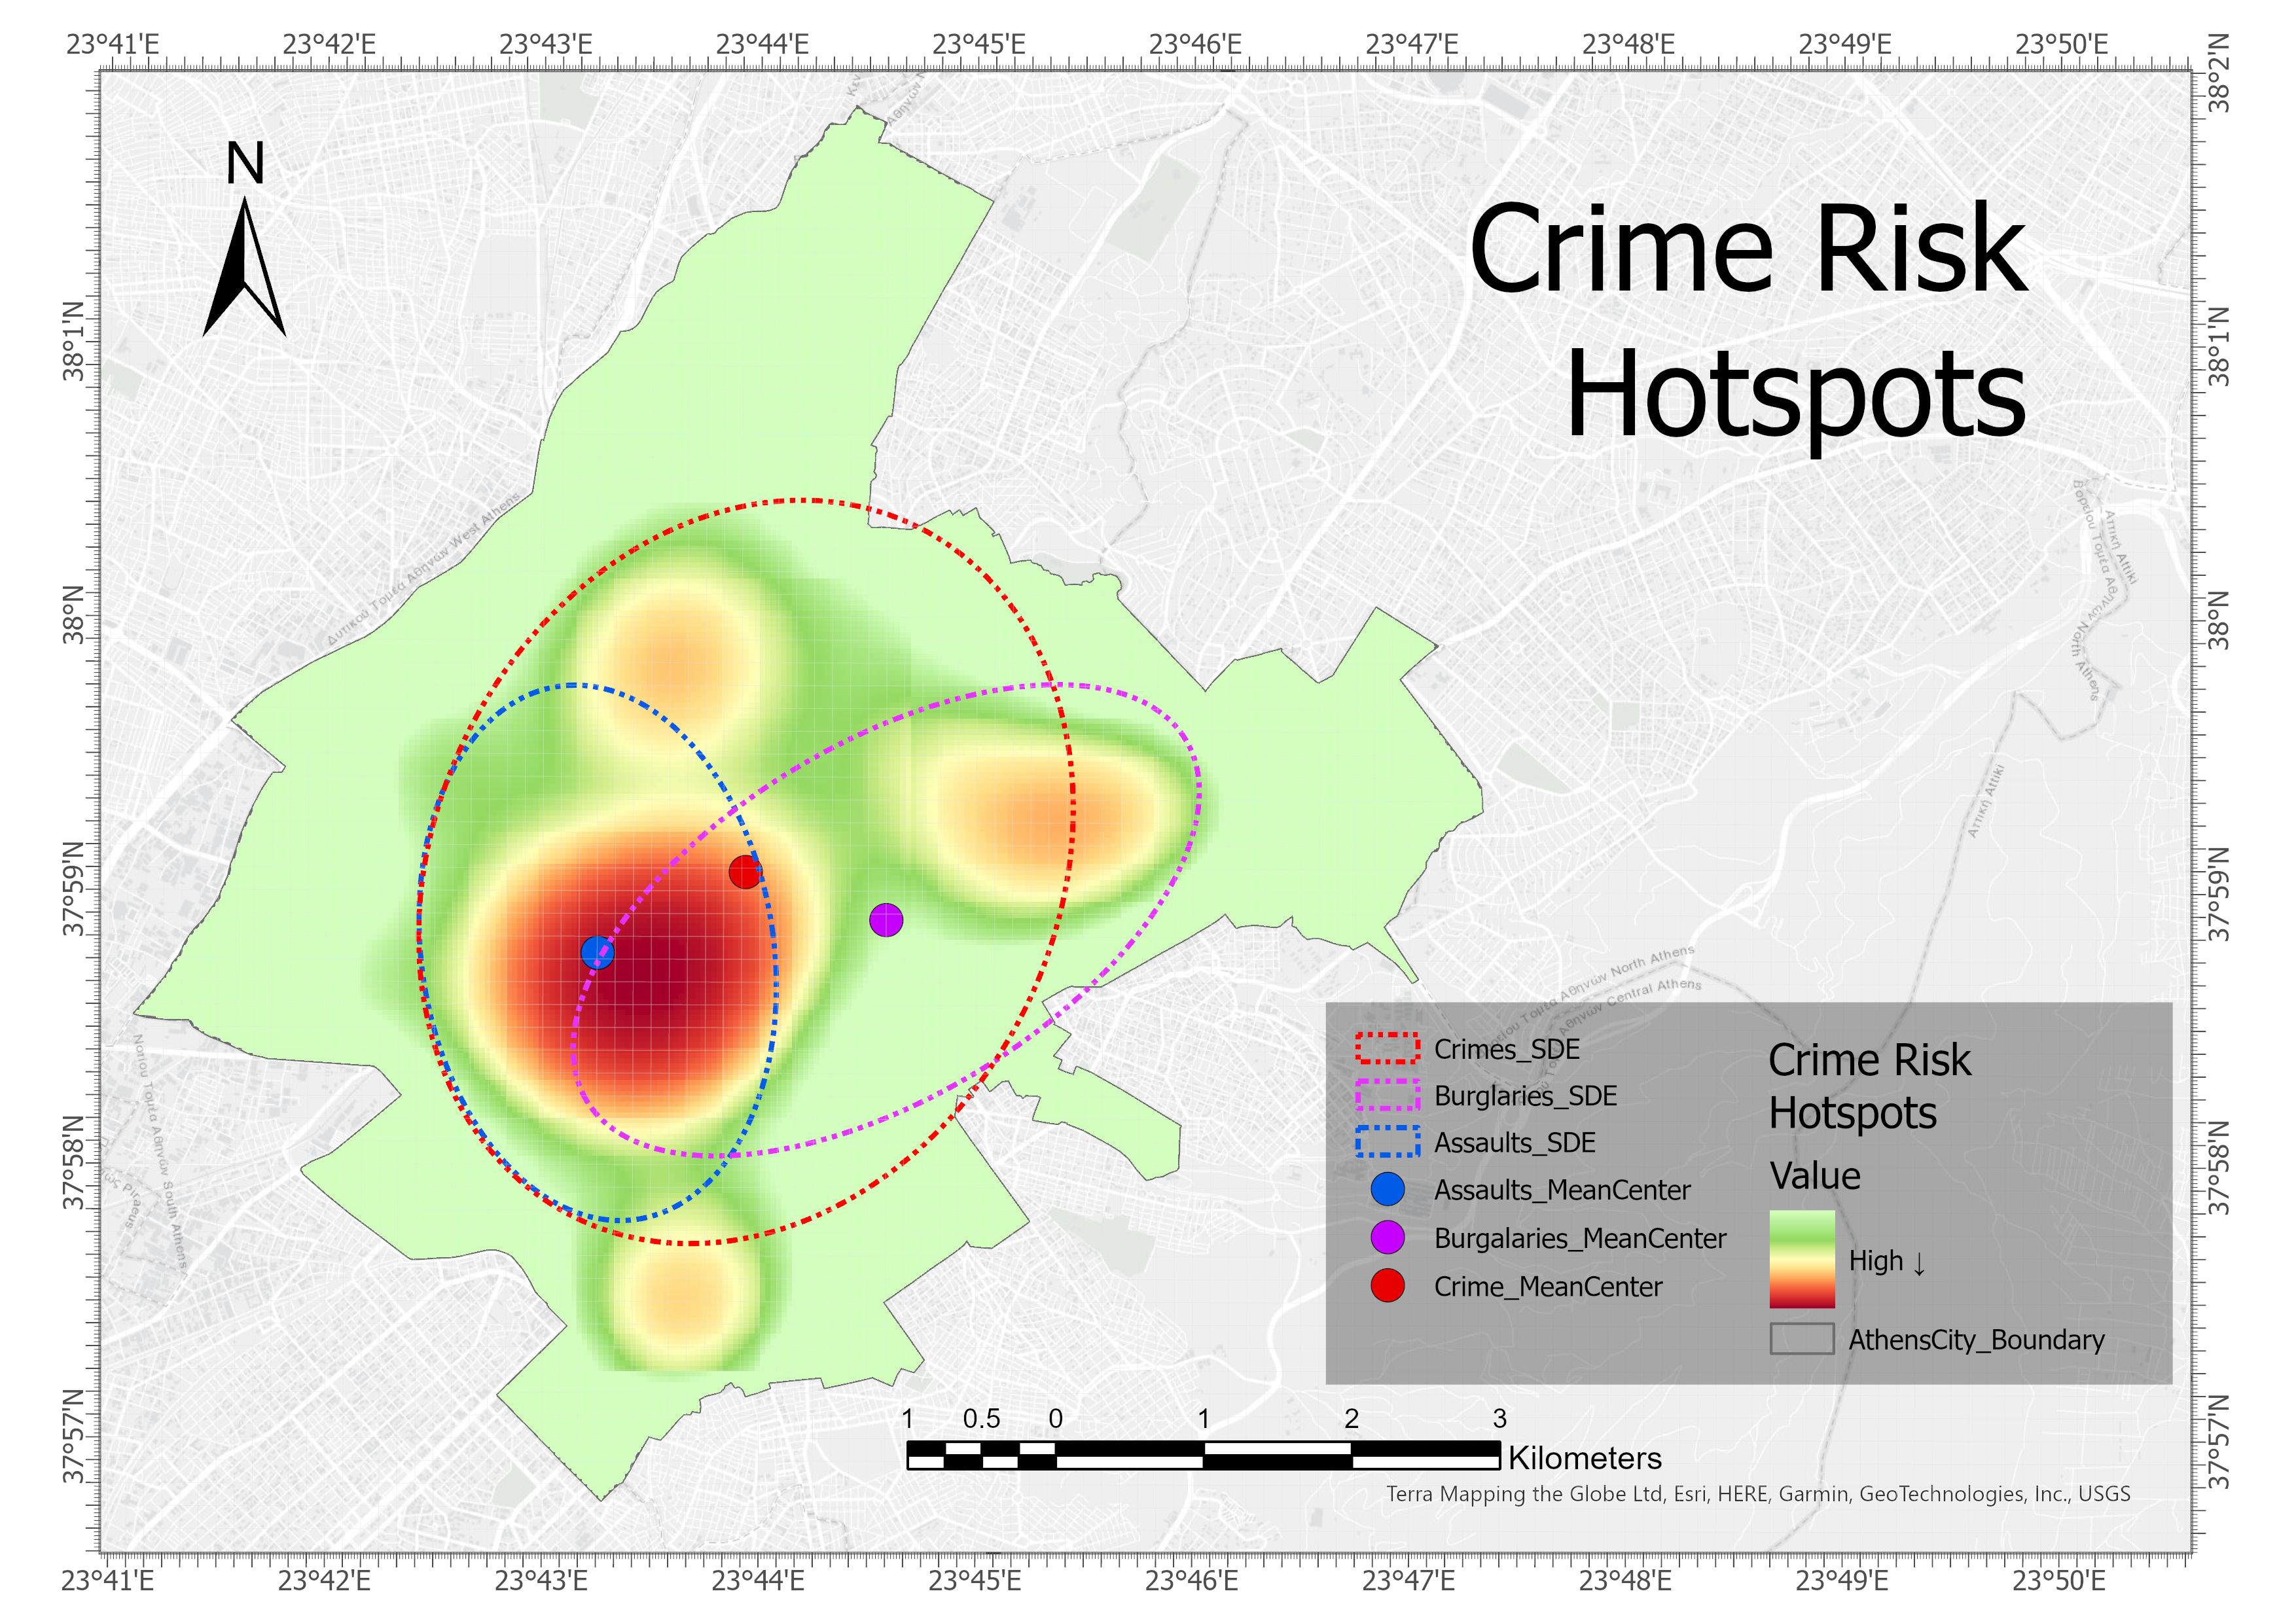 23°41'E 23°42'E 23°43'E 23°44'E 23°45'E 23°46'E 23°47'E 23°48'E 23°49'E 23°50'E
38°2'N
N
Crime Risk
Hotspots
38°1'N
38°1'N
Δυτικού Τομέα Αθηνών West Athens
38°N
38°N
Αττική Attiki
North Athens
Αττική Attiki
37°59'N
37°59'N
Βορείου Τομέα Αθηνών North Athens
Central Athens
Νοτίου Τομέα Αθηνών South Athens
Piraeus
37°58'N
37°58'N
Crimes_SDE
Burglaries_SDE
Assaults_SDE
Assaults_MeanCenter
Burgalaries_MeanCenter
Crime_MeanCenter
Crime Risk
Hotspots
Value
High ↓
AthensCity_Boundary
37°57'N
37°57'N
1 0.5 0 1 2 3
Kilometers
Terra Mapping the Globe Ltd, Esri, HERE, Garmin, GeoTechnologies, Inc., USGS
23°41'E 23°42'E 23°43'E 23°44'E 23°45'E 23°46'E 23°47'E 23°48'E 23°49'E 23°50'E